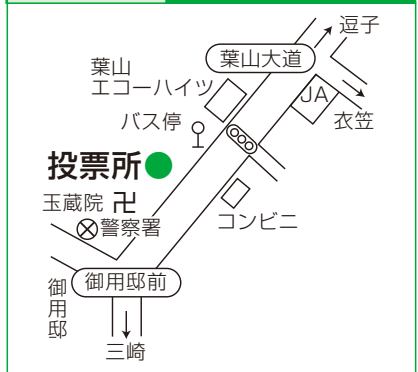 逗子
葉山大道
葉山
エコーハイツ
JA
衣笠
バス停
投票所
玉蔵院
卍
警察署
コンビニ
御用邸前
御用邸
三崎